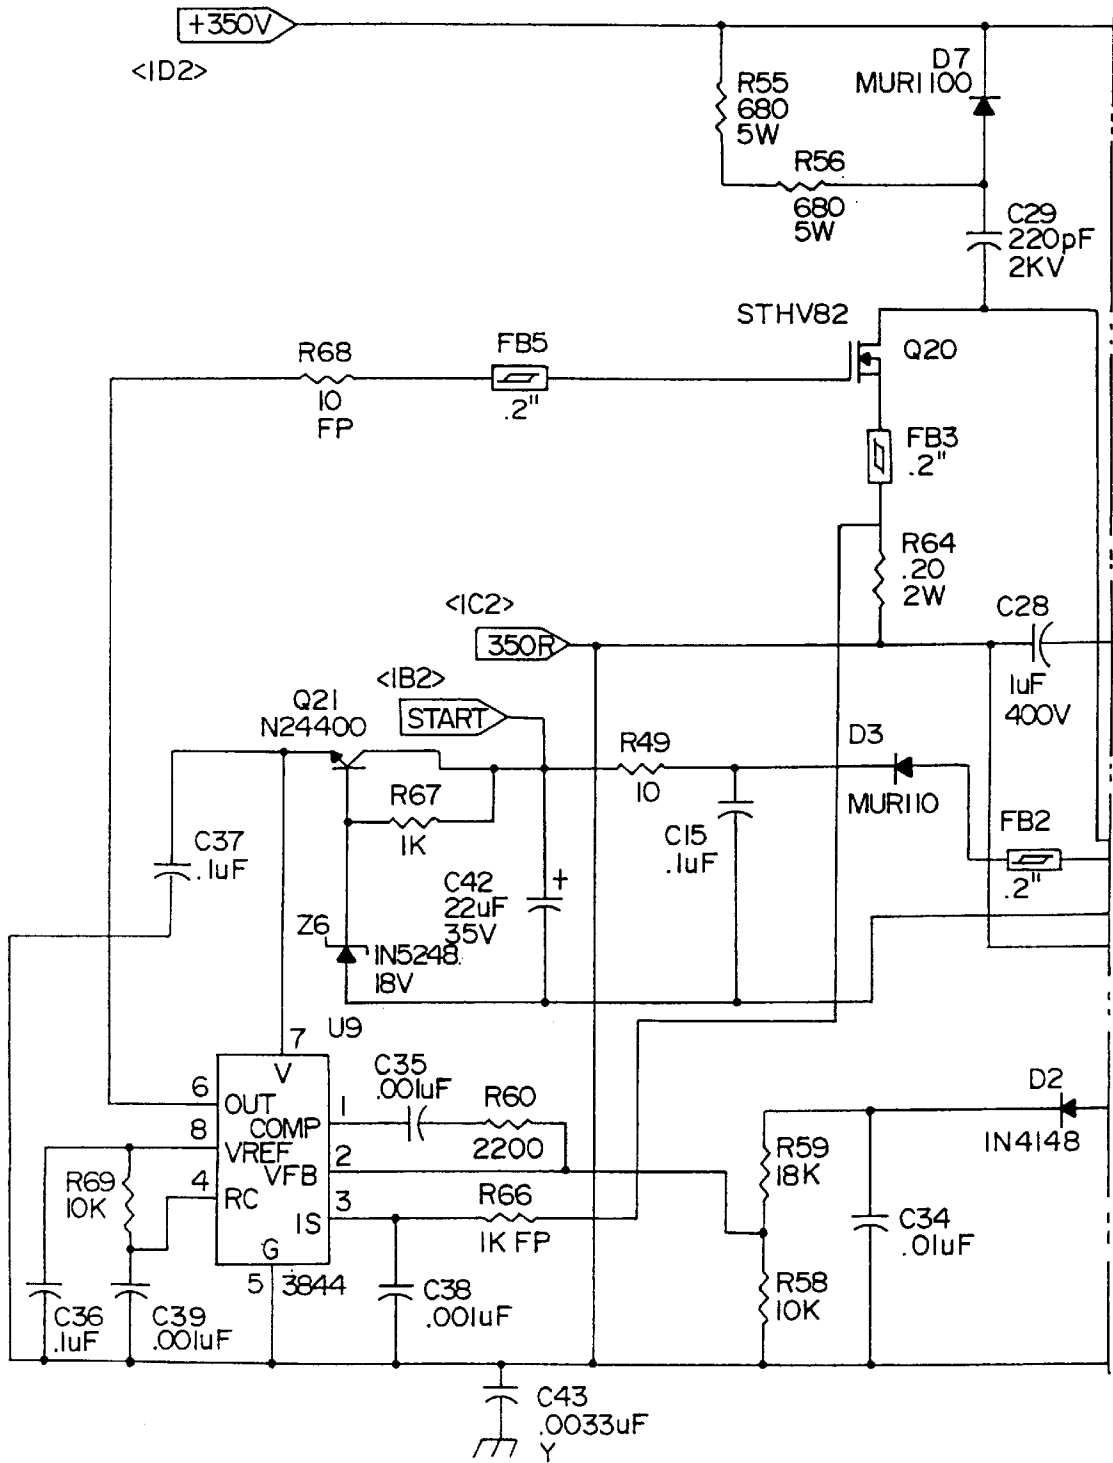 +350V
<1D2>
D7
MUR1100
R55
680
5W
R56
680
5W
C29
220pF
2KV
STHV82
Q20
R68
10
FP
FB5
.2"
FB3
.2"
R64
.20
2W
<1C2>
350R
C28
1uF
400V
<1B2>
START
Q21
N24400
R49
10
D3
MUR110
R67
1K
C37
.1uF
C15
.1uF
FB2
.2"
C42
22uF
35V
+
Z6
1N5248
18V
U9
7
V
6
OUT
8
VREF
4
RC
1
COMP
2
VFB
3
IS
G
5
3844
C35
.001uF
R60
2200
D2
1N4148
R59
18K
R69
10K
R66
1K FP
C34
.01uF
R58
10K
C36
.1uF
C39
.001uF
C38
.001uF
C43
.0033uF
Y